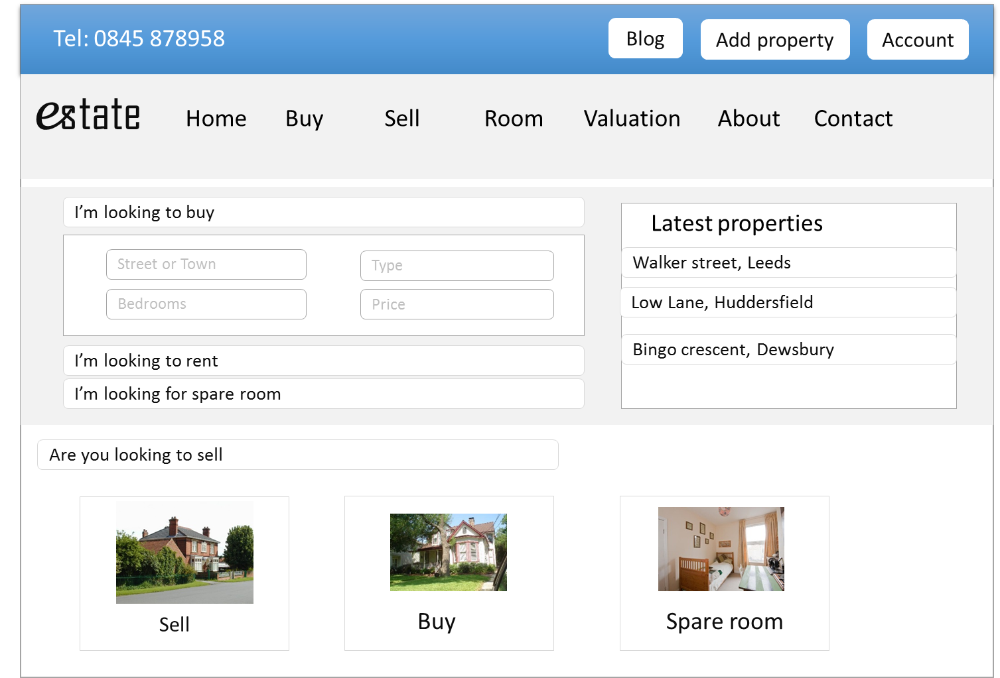 Tel: 0845 878958
Blog
Add property
Account
estate
Home
Buy
Sell
Room
Valuation
About
Contact
I’m looking to buy
Street or Town
Type
Bedrooms
Price
I’m looking to rent
I’m looking for spare room
Latest properties
Walker street, Leeds
Low Lane, Huddersfield
Bingo crescent, Dewsbury
Are you looking to sell
Sell
Buy
Spare room